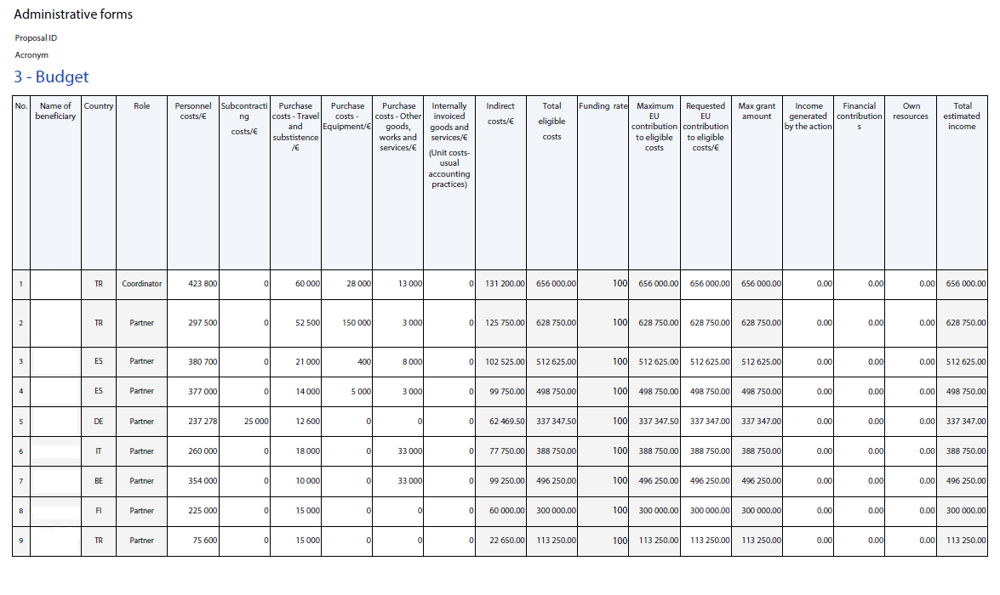 Administrative forms
Proposal ID
Acronym
3 - Budget
No. Name of beneficiary Country Role Personnel costs/€ Subcontracti ng costs/€ Purchase costs - Travel and substistence /€ Purchase costs - Equipment/€ Purchase costs - Other goods, works and services/€ Internally invoiced goods and services/€ (Unit costs- usual accounting practices) Indirect costs/€ Total eligible costs Funding rate Maximum EU contribution to eligible costs Requested EU contribution to eligible costs/€ Max grant amount Income generated by the action Financial contribution s Own resources Total estimated income
1 TR Coordinator 423 800 0 60 000 28 000 13 000 0 131 200.00 656 000.00 100 656 000.00 656 000.00 656 000.00 0.00 0.00 0.00 656 000.00
2 TR Partner 297 500 0 52 500 150 000 3 000 0 125 750.00 628 750.00 100 628 750.00 628 750.00 628 750.00 0.00 0.00 0.00 628 750.00
3 ES Partner 380 700 0 21 000 400 8 000 0 102 525.00 512 625.00 100 512 625.00 512 625.00 512 625.00 0.00 0.00 0.00 512 625.00
4 ES Partner 377 000 0 14 000 5 000 3 000 0 99 750.00 498 750.00 100 498 750.00 498 750.00 498 750.00 0.00 0.00 0.00 498 750.00
5 DE Partner 237 278 25 000 12 600 0 0 0 62 469.50 337 347.50 100 337 347.50 337 347.00 337 347.00 0.00 0.00 0.00 337 347.00
6 IT Partner 260 000 0 18 000 0 33 000 0 77 750.00 388 750.00 100 388 750.00 388 750.00 388 750.00 0.00 0.00 0.00 388 750.00
7 BE Partner 354 000 0 10 000 0 33 000 0 99 250.00 496 250.00 100 496 250.00 496 250.00 496 250.00 0.00 0.00 0.00 496 250.00
8 FI Partner 225 000 0 15 000 0 0 0 60 000.00 300 000.00 100 300 000.00 300 000.00 300 000.00 0.00 0.00 0.00 300 000.00
9 TR Partner 75 600 0 15 000 0 0 0 22 650.00 113 250.00 100 113 250.00 113 250.00 113 250.00 0.00 0.00 0.00 113 250.00